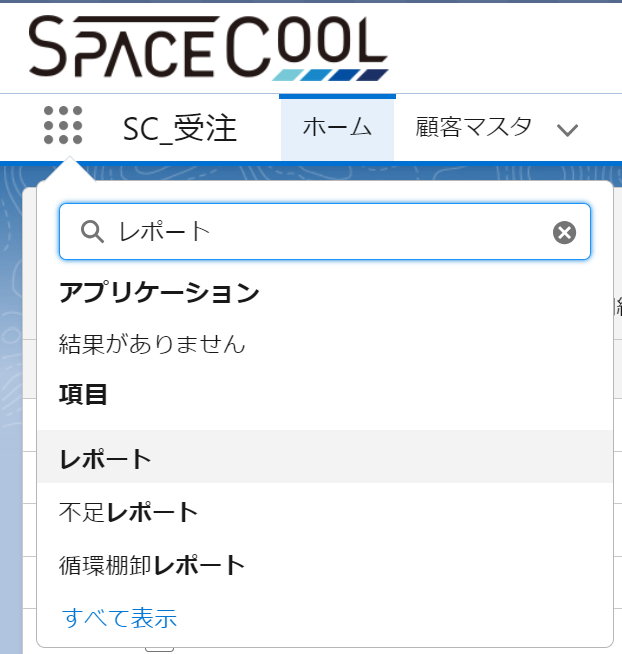 SPACECOOL
SC_受注 ホーム 顧客マスタ
レポート
アプリケーション
結果がありません
項目
レポート
不足レポート
循環棚卸レポート
すべて表示